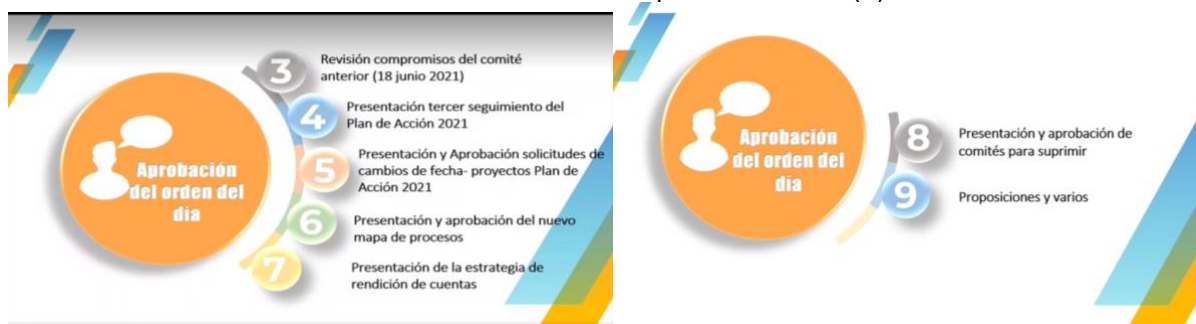 Aprobación
del orden del
día
3
Revisión compromisos del comité
anterior (18 junio 2021)
4
Presentación tercer seguimiento del
Plan de Acción 2021
5
Presentación y Aprobación solicitudes de
cambios de fecha- proyectos Plan de
Acción 2021
6
Presentación y aprobación del nuevo
mapa de procesos
7
Presentación de la estrategia de
rendición de cuentas
Aprobación
del orden del
día
8
Presentación y aprobación de
comités para suprimir
9
Proposiciones y varios